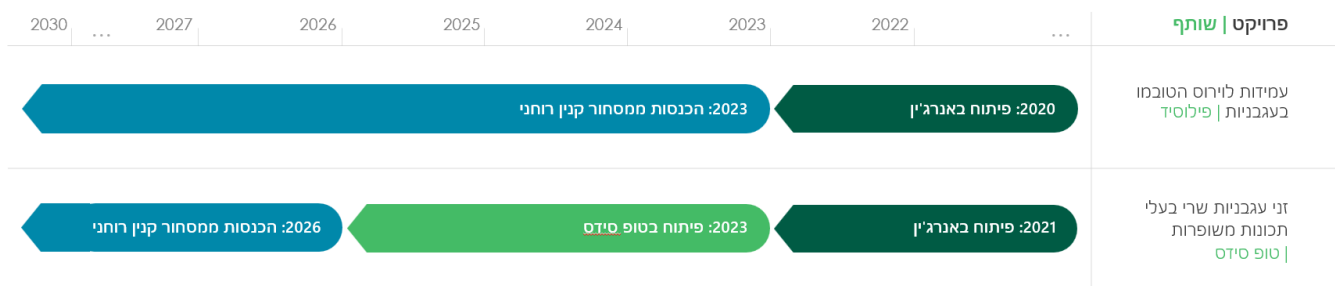 פרויקט | שותף
... 2022 2023 2024 2025 2026 2027 ... 2030
עמידות לוירוס הטובמו
בעגבניות | פילוסיד
2020: פיתוח באנרג'ין
2023: הכנסות ממסחור קנין רוחני
זני עגבניות שרי בעלי
תכונות משופרות
| טופ סידס
2021: פיתוח באנרג'ין
2023: פיתוח בטופ סידס
2026: הכנסות ממסחור קנין רוחני